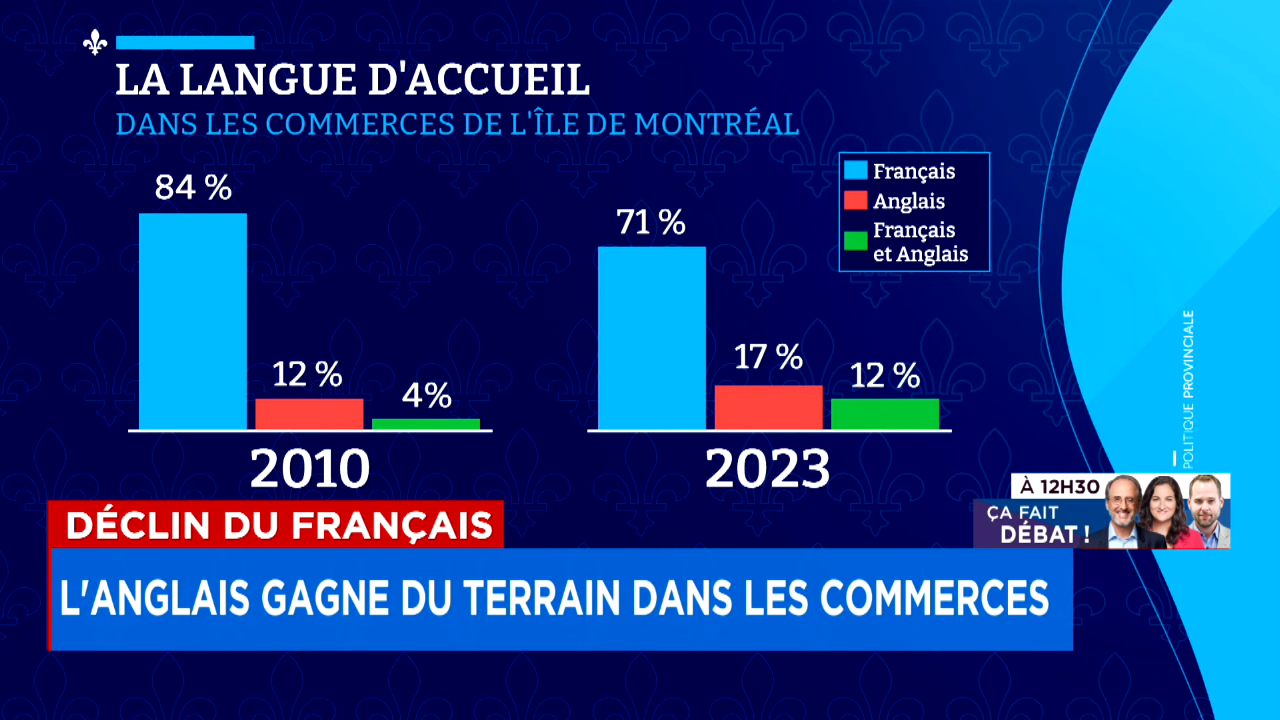 LA LANGUE D'ACCUEIL
DANS LES COMMERCES DE L'ÎLE DE MONTRÉAL
84 %
12 %
4%
2010
71 %
17 %
12 %
2023
Français
Anglais
Français
et Anglais
POLITIQUE PROVINCIALE
À 12H30
ÇA FAIT
DÉBAT !
DÉCLIN DU FRANÇAIS
L'ANGLAIS GAGNE DU TERRAIN DANS LES COMMERCES